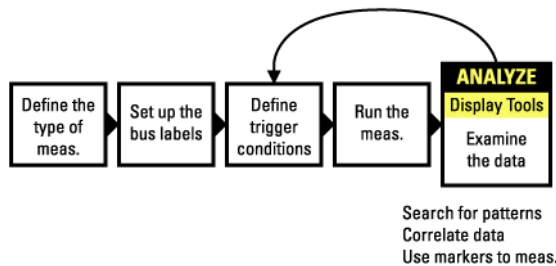 Define the
type of
meas.
Set up the
bus labels
Define
trigger
conditions
Run the
meas.
ANALYZE
Display Tools
Examine
the data
Search for patterns
Correlate data
Use markers to meas.